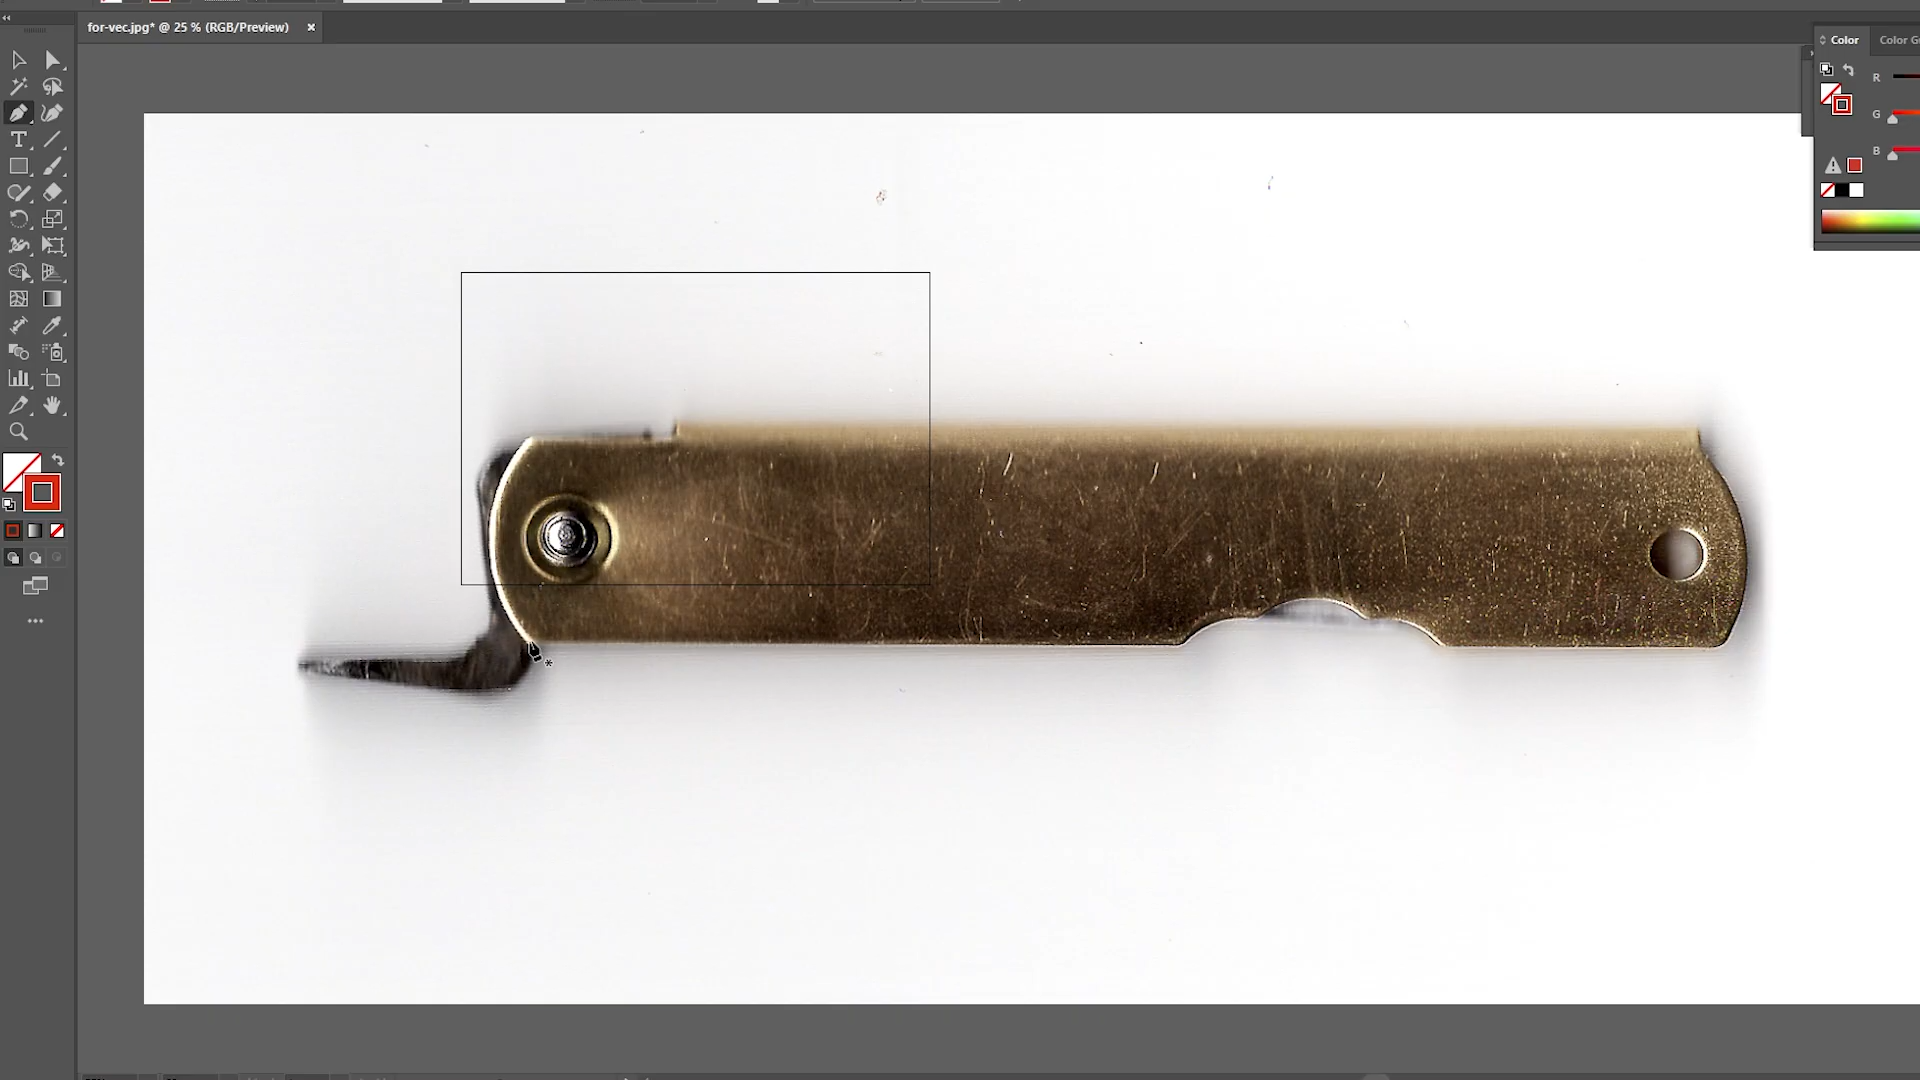 for-vec.jpg* @ 25 % (RGB/Preview)
Color
Color G
R
G
B